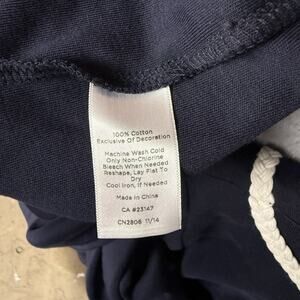 100% Cotton
Exclusive Of Decoration
Machine Wash Cold
Only Non-Chlorine
Bleach When Needed
Reshape, Lay Flat To
Dry
Cool Iron, If Needed
Made in China
CA #23147
CN2806 11/14